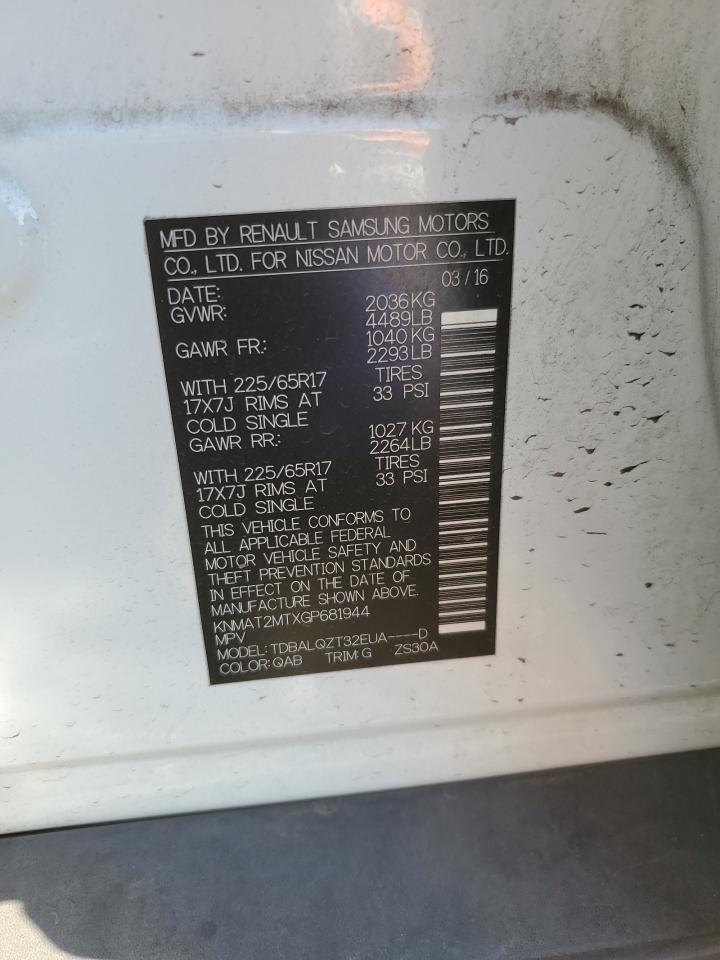 MFD BY RENAULT SAMSUNG MOTORS
CO., LTD. FOR NISSAN MOTOR CO., LTD.
DATE: 03/16
GVWR: 2036KG
4489LB
GAWR FR.: 1040KG
2293LB
WITH 225/65R17 TIRES
17X7J RIMS AT 33 PSI
COLD SINGLE
GAWR RR.: 1027KG
2264LB
WITH 225/65R17 TIRES
17X7J RIMS AT 33 PSI
COLD SINGLE
THIS VEHICLE CONFORMS TO
ALL APPLICABLE FEDERAL
MOTOR VEHICLE SAFETY AND
THEFT PREVENTION STANDARDS
IN EFFECT ON THE DATE OF
MANUFACTURE SHOWN ABOVE.
KNMAT2MTXGP681944
MPV
MODEL:TDBALQZT32EUA----D
COLOR:QAB TRIM:G ZS30A